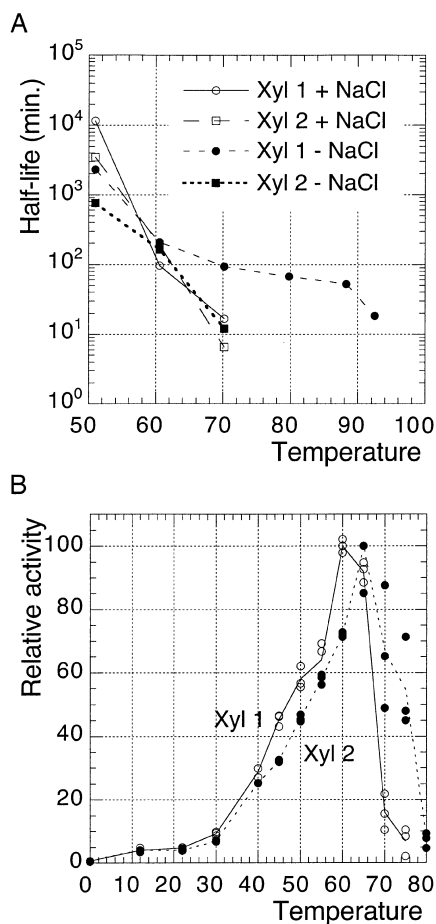 A
10^5
10^4
10^3
10^2
10^1
10^0
Half-life (min.)
Xyl 1 + NaCl
Xyl 2 + NaCl
Xyl 1 - NaCl
Xyl 2 - NaCl
50 60 70 80 90 100
Temperature
B
100
80
60
40
20
0
Relative activity
Xyl 1
Xyl 2
0 10 20 30 40 50 60 70 80
Temperature